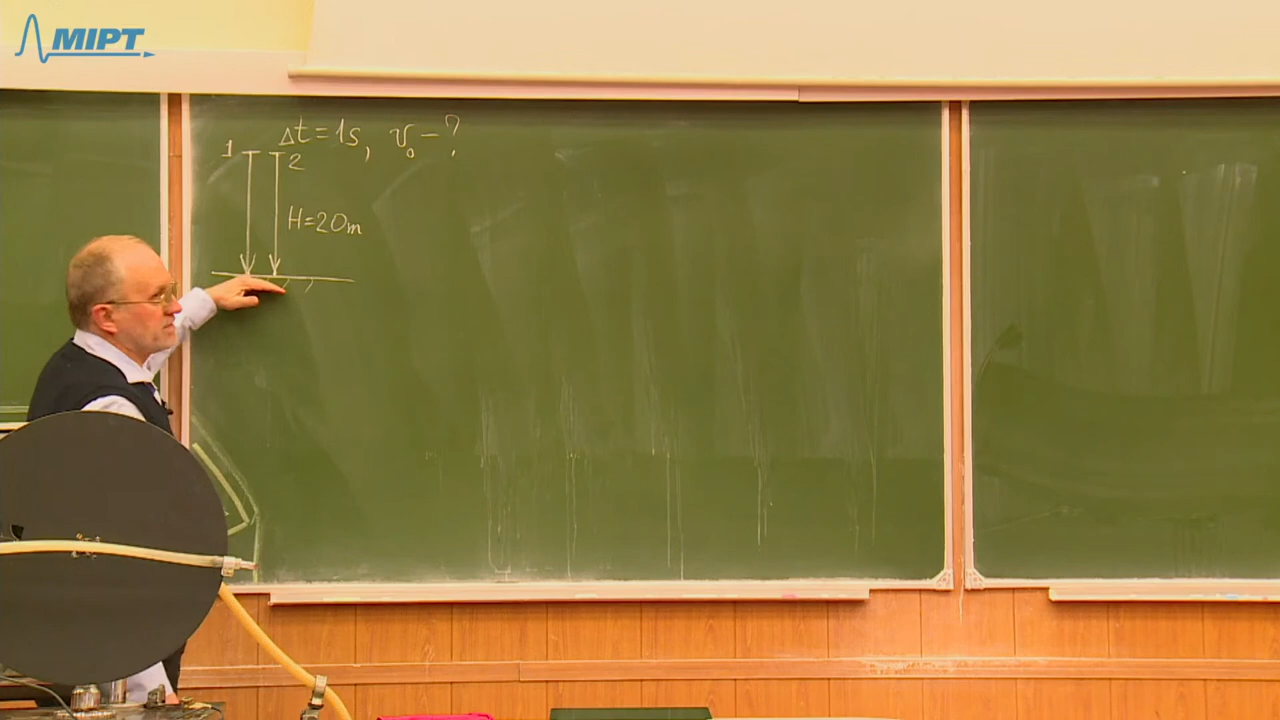 MIPT
Δt=1s, v₀-?
1 2
H=20m